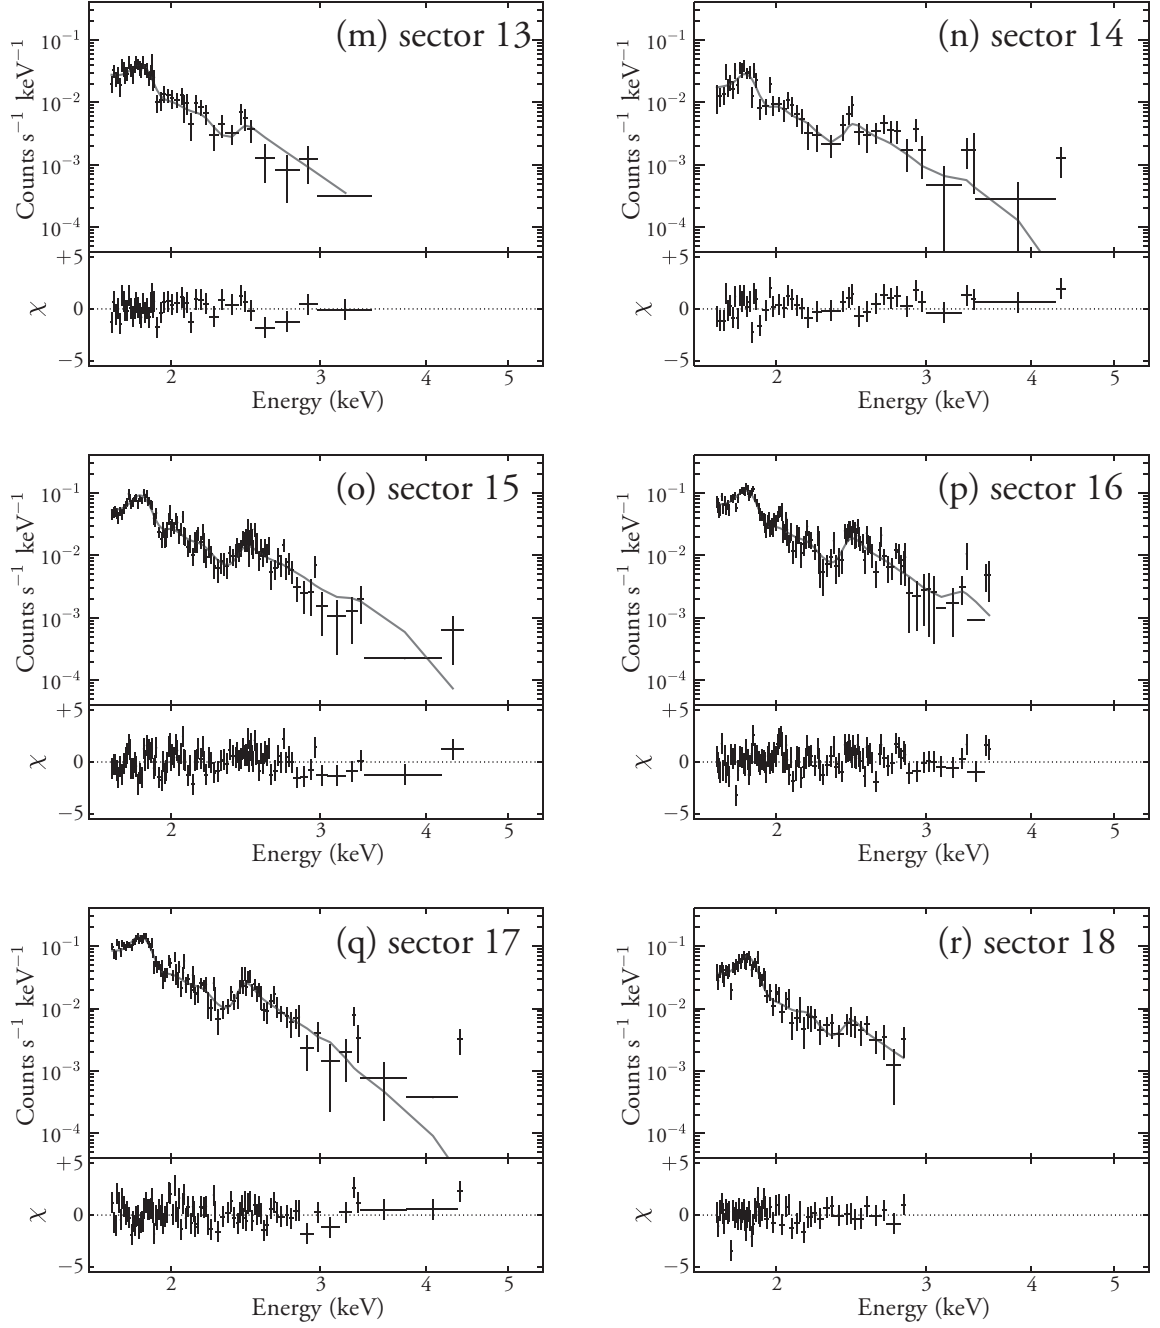 (m) sector 13
Counts s⁻¹ keV⁻¹
10⁻¹
10⁻²
10⁻³
10⁻⁴
χ
+5
0
−5
2 3 4 5
Energy (keV)
(n) sector 14
Counts s⁻¹ keV⁻¹
10⁻¹
10⁻²
10⁻³
10⁻⁴
χ
+5
0
−5
2 3 4 5
Energy (keV)
(o) sector 15
Counts s⁻¹ keV⁻¹
10⁻¹
10⁻²
10⁻³
10⁻⁴
χ
+5
0
−5
2 3 4 5
Energy (keV)
(p) sector 16
Counts s⁻¹ keV⁻¹
10⁻¹
10⁻²
10⁻³
10⁻⁴
χ
+5
0
−5
2 3 4 5
Energy (keV)
(q) sector 17
Counts s⁻¹ keV⁻¹
10⁻¹
10⁻²
10⁻³
10⁻⁴
χ
+5
0
−5
2 3 4 5
Energy (keV)
(r) sector 18
Counts s⁻¹ keV⁻¹
10⁻¹
10⁻²
10⁻³
10⁻⁴
χ
+5
0
−5
2 3 4 5
Energy (keV)